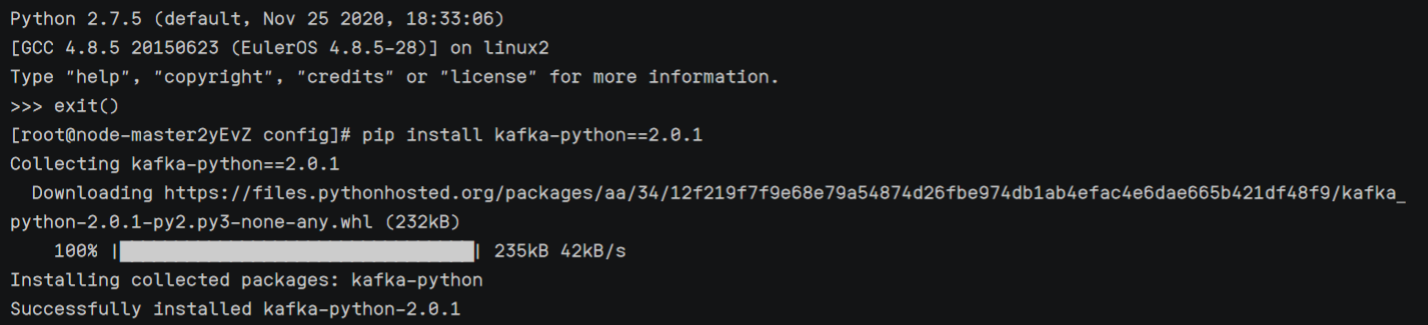 Python 2.7.5 (default, Nov 25 2020, 18:33:06)
[GCC 4.8.5 20150623 (EulerOS 4.8.5-28)] on linux2
Type "help", "copyright", "credits" or "license" for more information.
>>> exit()
[root@node-master2yEvZ config]# pip install kafka-python==2.0.1
Collecting kafka-python==2.0.1
  Downloading https://files.pythonhosted.org/packages/aa/34/12f219f7f9e68e79a54874d26fbe974db1ab4efac4e6dae665b421df48f9/kafka_
python-2.0.1-py2.py3-none-any.whl (232kB)
    100% |████████████████████████████████| 235kB 42kB/s
Installing collected packages: kafka-python
Successfully installed kafka-python-2.0.1